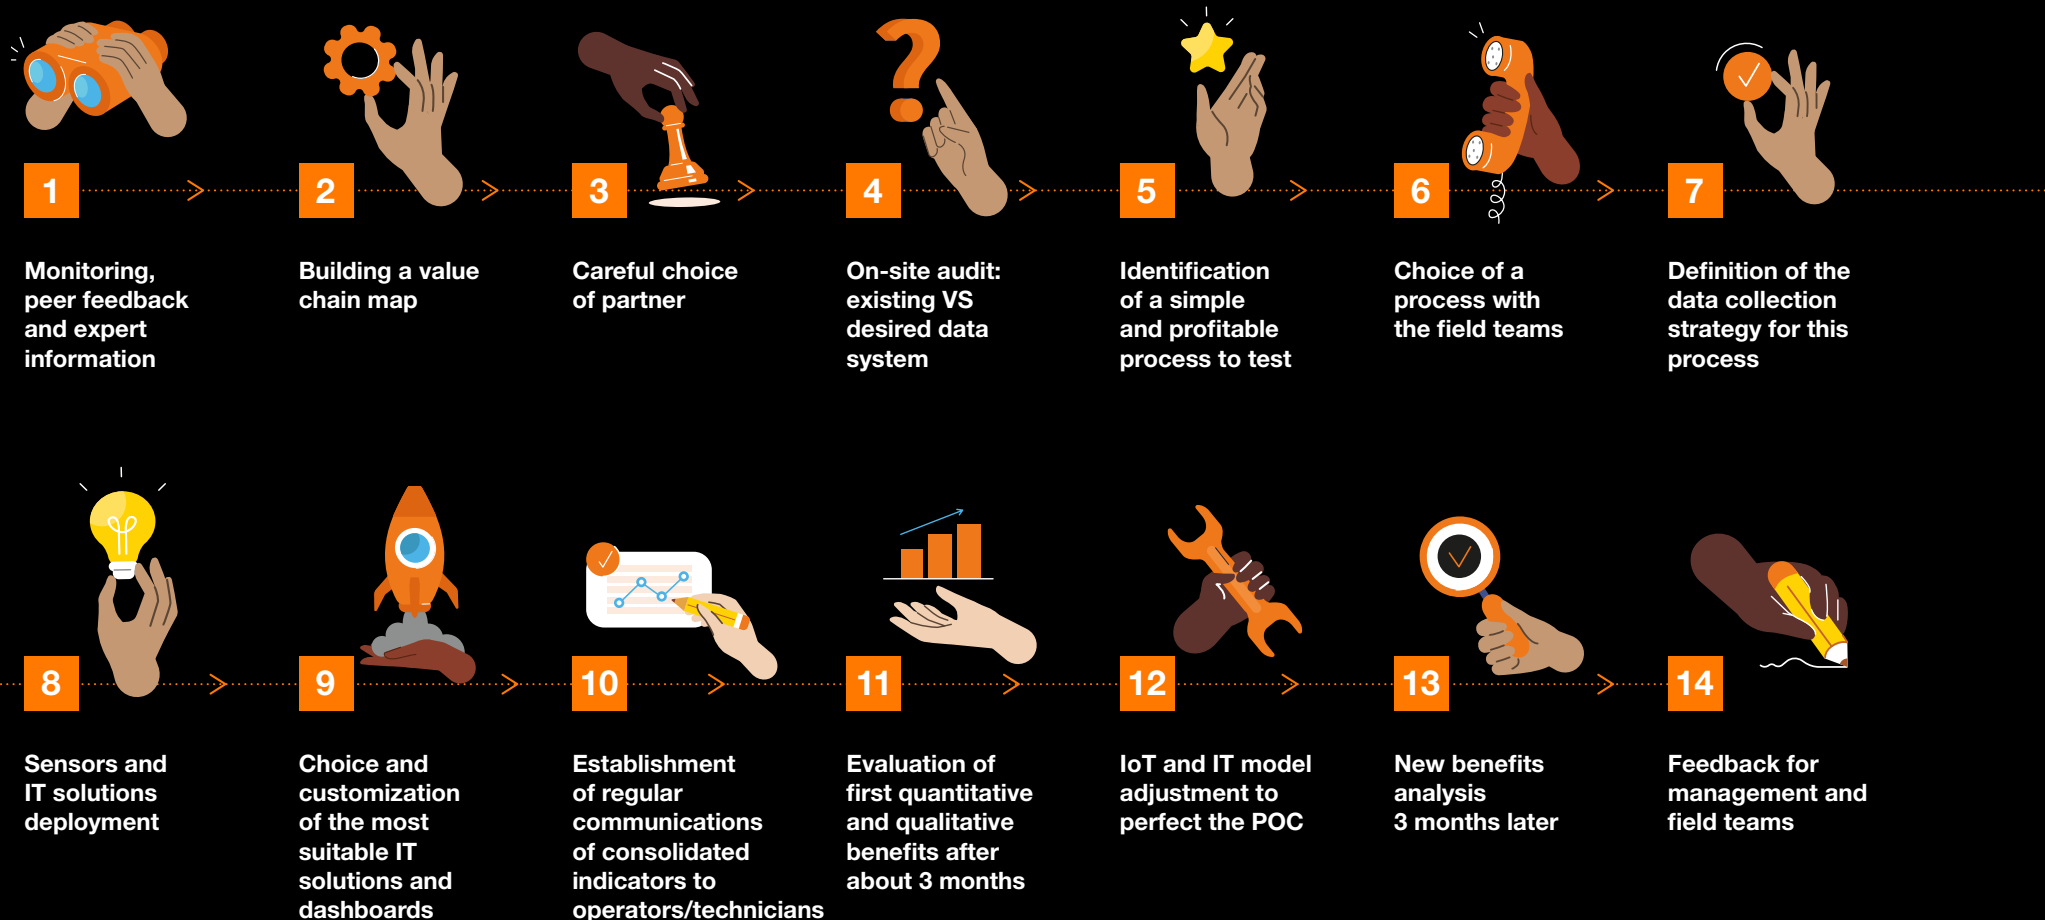 1
Monitoring,
peer feedback
and expert
information
2
Building a value
chain map
3
Careful choice
of partner
4
On-site audit:
existing VS
desired data
system
5
Identification
of a simple
and profitable
process to test
6
Choice of a
process with
the field teams
7
Definition of the
data collection
strategy for this
process
8
Sensors and
IT solutions
deployment
9
Choice and
customization
of the most
suitable IT
solutions and
dashboards
10
Establishment
of regular
communications
of consolidated
indicators to
operators/technicians
11
Evaluation of
first quantitative
and qualitative
benefits after
about 3 months
12
IoT and IT model
adjustment to
perfect the POC
13
New benefits
analysis
3 months later
14
Feedback for
management and
field teams